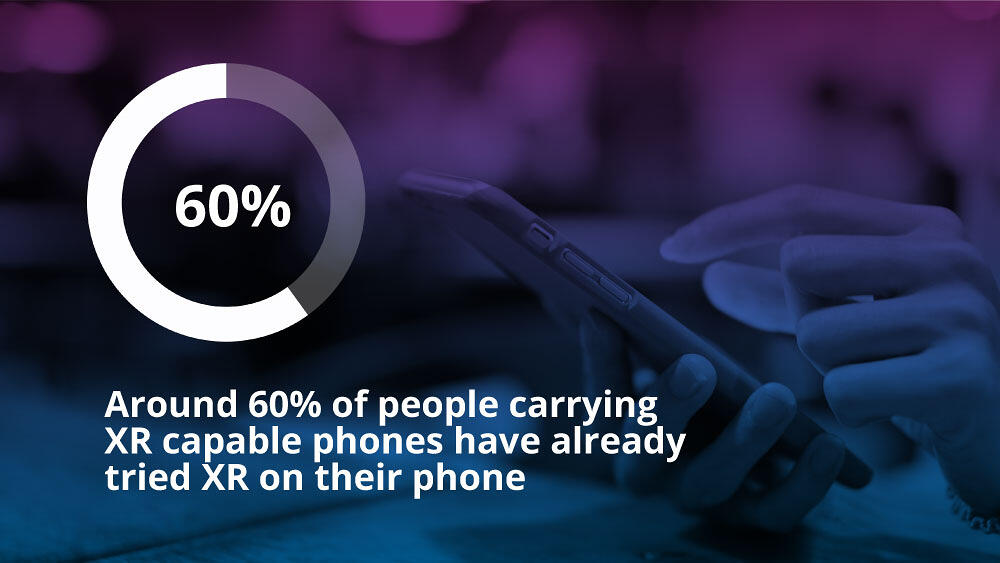 60%
Around 60% of people carrying
XR capable phones have already
tried XR on their phone